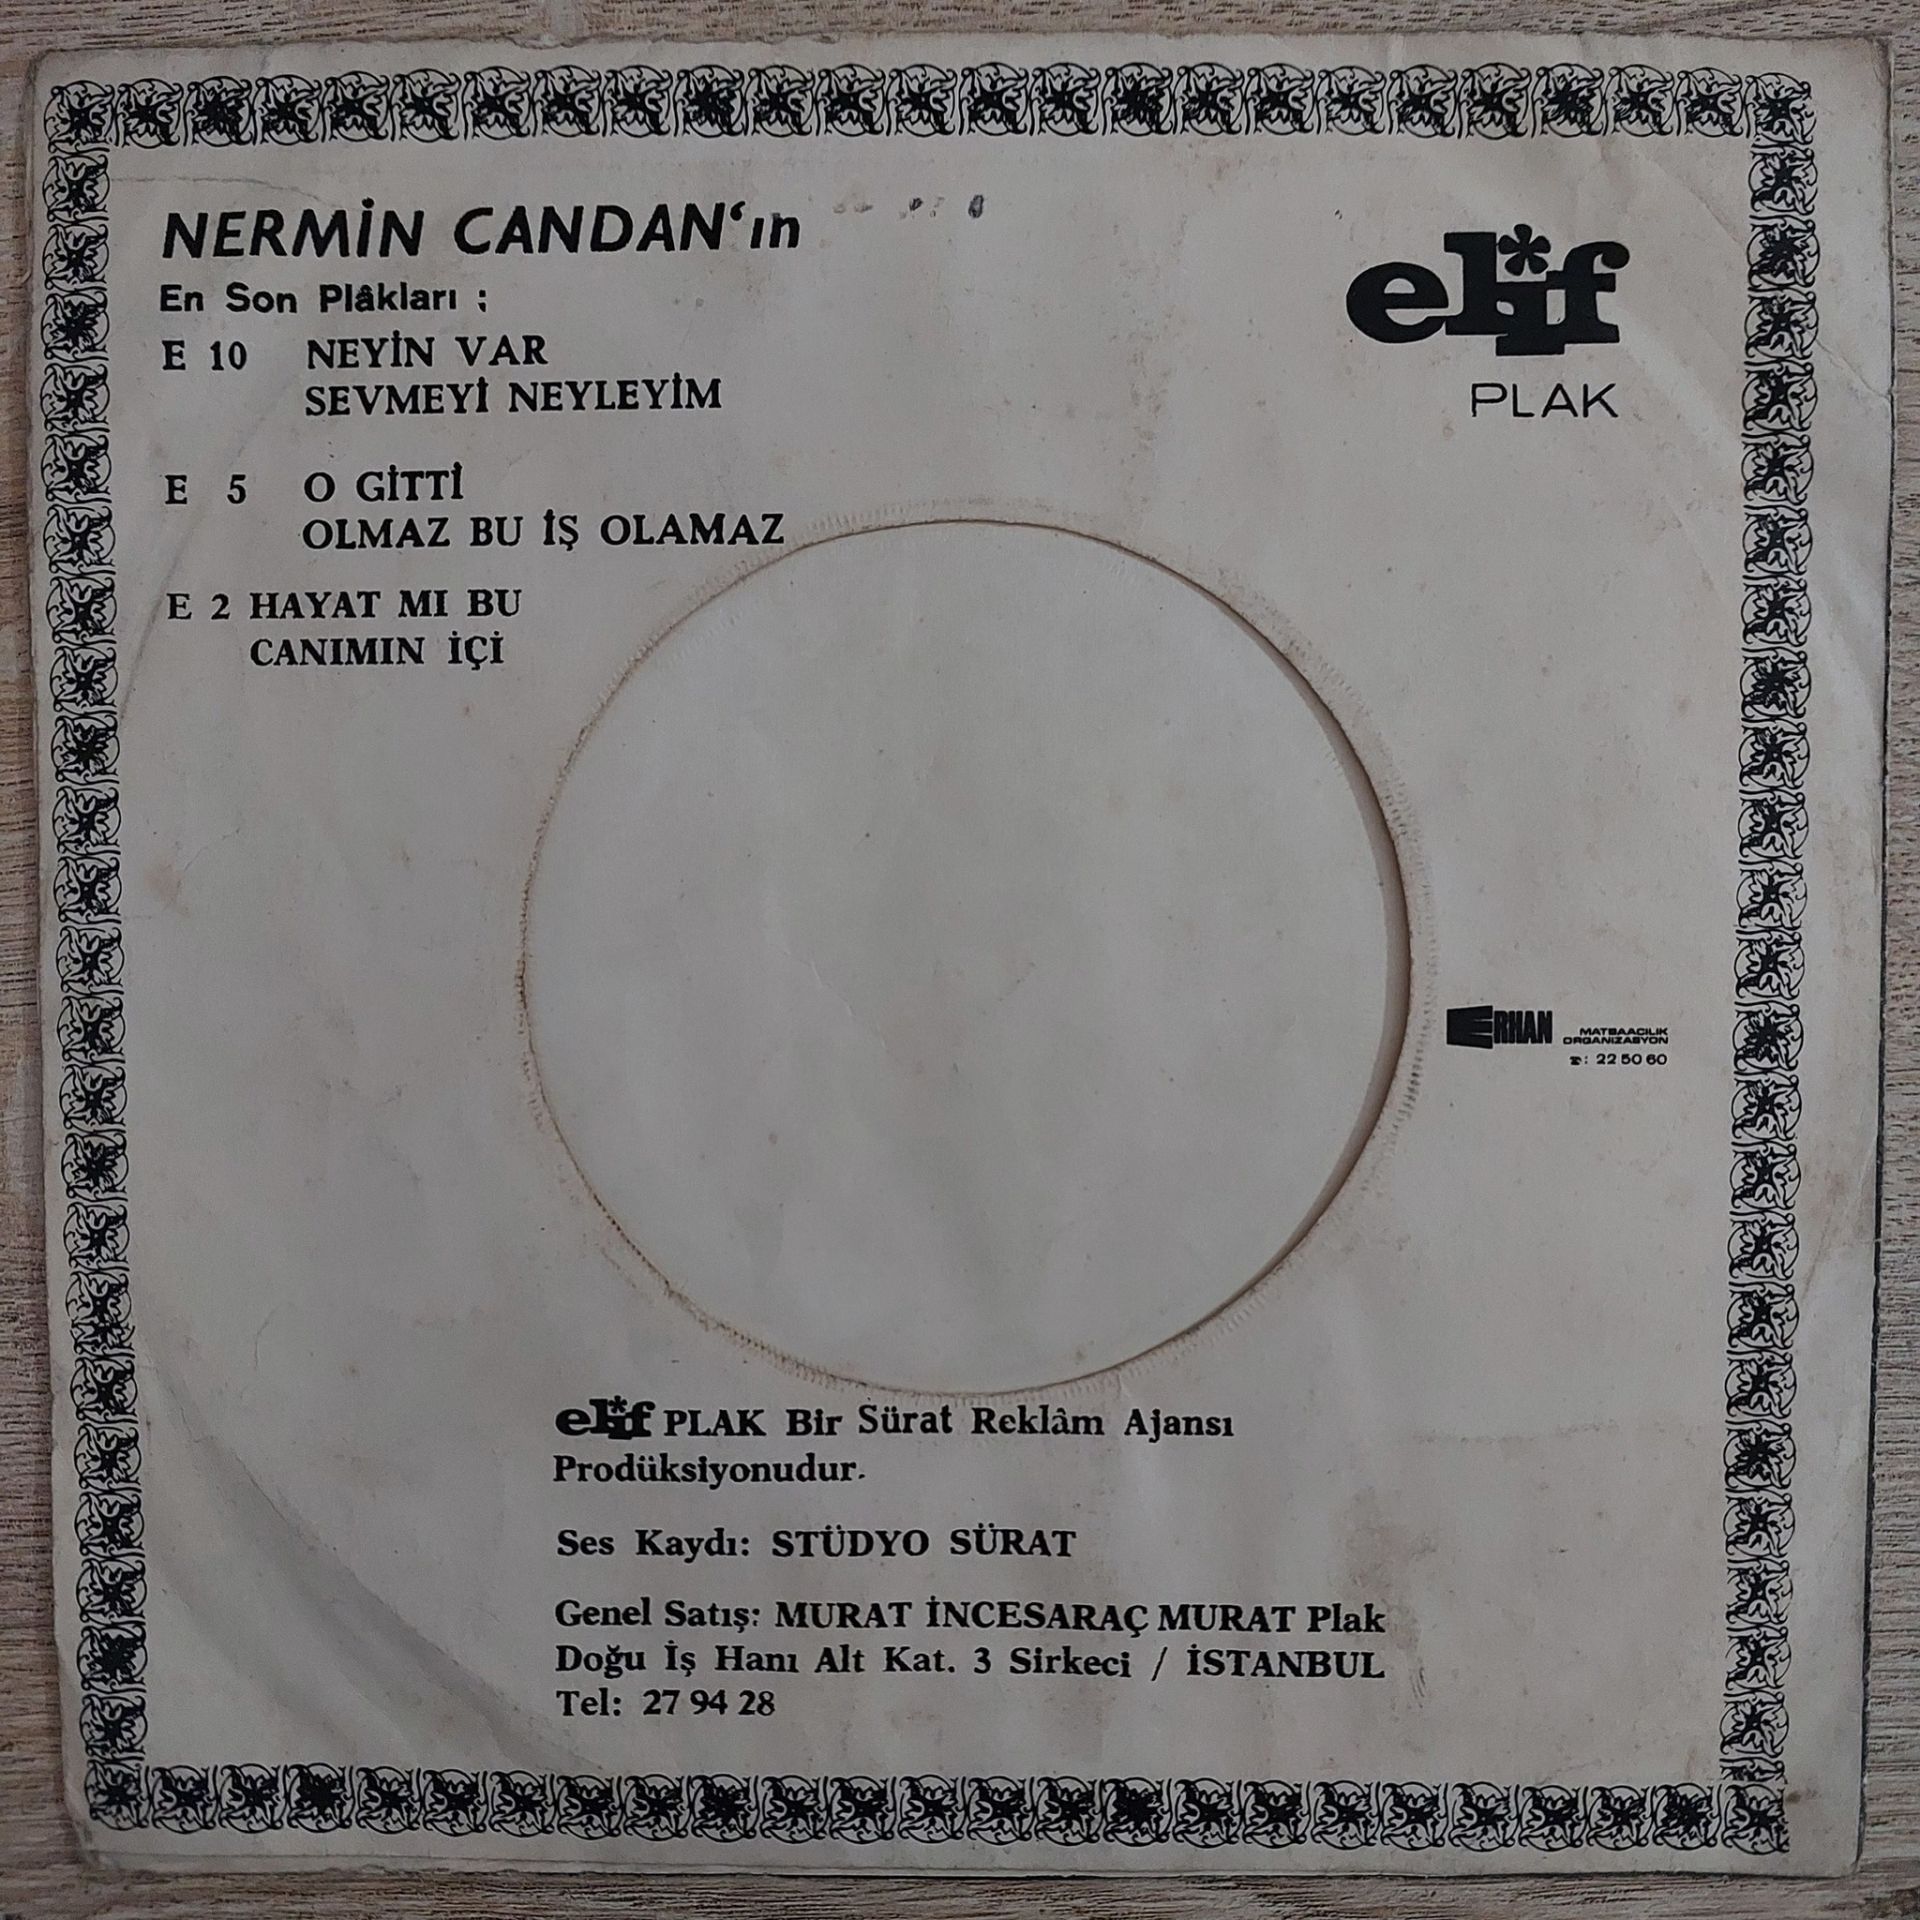 NERMİN CANDAN'ın
En Son Plâkları ;
E 10 NEYİN VAR
SEVMEYİ NEYLEYİM
E 5 O GİTTİ
OLMAZ BU İŞ OLAMAZ
E 2 HAYAT MI BU
CANIMIN İÇİ
elif
PLAK
ERHAN MATBAACILIK
ORGANİZASYON
☎: 22 50 60
elif PLAK Bir Sürat Reklâm Ajansı
Prodüksiyonudur.
Ses Kaydı: STÜDYO SÜRAT
Genel Satış: MURAT İNCESARAÇ MURAT Plak
Doğu İş Hanı Alt Kat. 3 Sirkeci / İSTANBUL
Tel: 27 94 28